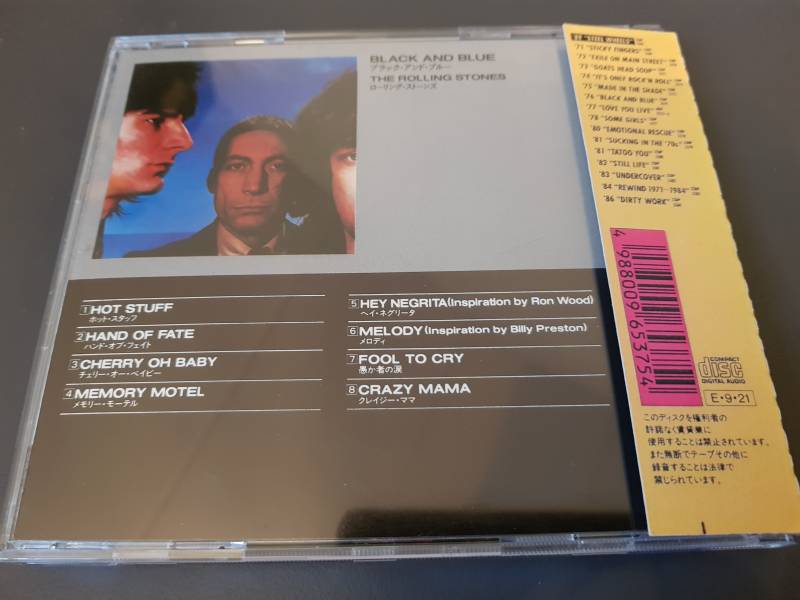 BLACK AND BLUE
ブラック・アンド・ブルー
THE ROLLING STONES
ローリング・ストーンズ
1 HOT STUFF
ホット・スタッフ
2 HAND OF FATE
ハンド・オブ・フェイト
3 CHERRY OH BABY
チェリー・オー・ベイビー
4 MEMORY MOTEL
メモリー・モーテル
5 HEY NEGRITA (Inspiration by Ron Wood)
ヘイ・ネグリータ
6 MELODY (Inspiration by Billy Preston)
メロディ
7 FOOL TO CRY
愚か者の涙
8 CRAZY MAMA
クレイジー・ママ
89 "STEEL WHEELS"
'71 "STICKY FINGERS"
'72 "EXILE ON MAIN STREET"
'73 "GOATS HEAD SOUP"
'74 "IT'S ONLY ROCK'N ROLL"
'75 "MADE IN THE SHADE"
'76 "BLACK AND BLUE"
'77 "LOVE YOU LIVE"
'78 "SOME GIRLS"
'80 "EMOTIONAL RESCUE"
'81 "SUCKING IN THE '70s"
'81 "TATOO YOU"
'82 "STILL LIFE"
'83 "UNDERCOVER"
'84 "REWIND 1971-1984"
'86 "DIRTY WORK"
4 988009 653754
COMPACT
disc
DIGITAL AUDIO
E・9・21
このディスクを権利者の
許諾なく賃貸業に
使用することは禁止されています。
また無断でテープその他に
録音することは法律で
禁じられています。